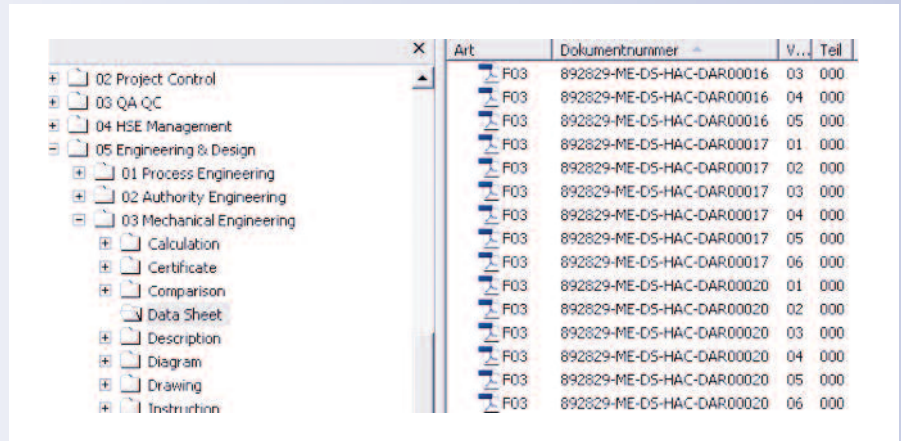 Art Dokumentnummer V... Teil
02 Project Control
03 QA QC
04 HSE Management
05 Engineering & Design
01 Process Engineering
02 Authority Engineering
03 Mechanical Engineering
Calculation
Certificate
Comparison
Data Sheet
Description
Diagram
Drawing
Instruction
F03 892829-ME-DS-HAC-DAR00016 03 000
F03 892829-ME-DS-HAC-DAR00016 04 000
F03 892829-ME-DS-HAC-DAR00016 05 000
F03 892829-ME-DS-HAC-DAR00017 01 000
F03 892829-ME-DS-HAC-DAR00017 02 000
F03 892829-ME-DS-HAC-DAR00017 03 000
F03 892829-ME-DS-HAC-DAR00017 04 000
F03 892829-ME-DS-HAC-DAR00017 05 000
F03 892829-ME-DS-HAC-DAR00017 06 000
F03 892829-ME-DS-HAC-DAR00020 01 000
F03 892829-ME-DS-HAC-DAR00020 02 000
F03 892829-ME-DS-HAC-DAR00020 03 000
F03 892829-ME-DS-HAC-DAR00020 04 000
F03 892829-ME-DS-HAC-DAR00020 05 000
F03 892829-ME-DS-HAC-DAR00020 06 000